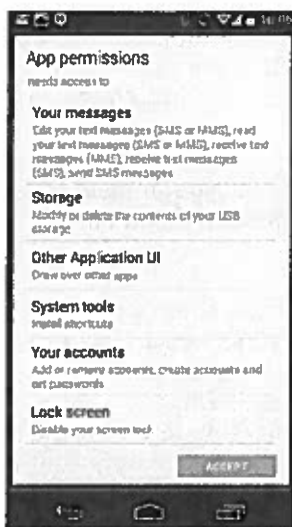 App permissions
needs access to
Your messages
Edit your text messages (SMS or MMS), read
your text messages (SMS or MMS), receive text
messages (MMS), receive text messages
(SMS), send SMS messages
Storage
Modify or delete the contents of your USB
storage
Other Application UI
Draw over other apps
System tools
Install shortcuts
Your accounts
Add or remove accounts, create accounts and
set passwords
Lock screen
Disable your screen lock
ACCEPT